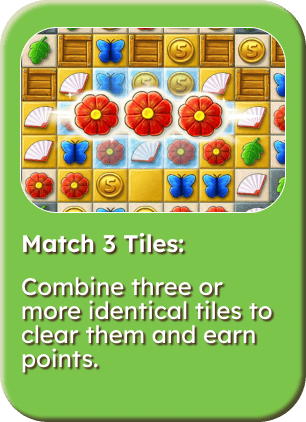 Match 3 Tiles:
Combine three or
more identical tiles to
clear them and earn
points.